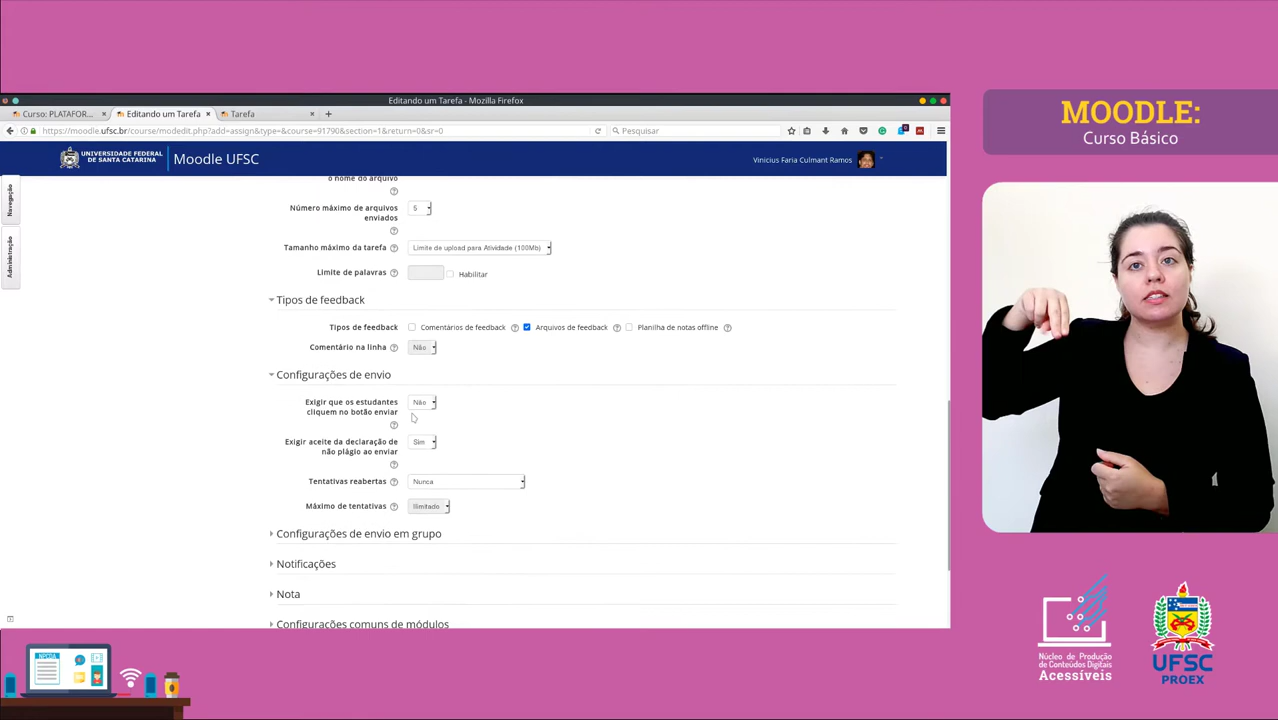 Editando um Tarefa - Mozilla Firefox
Curso: PLATAFOR...
Editando um Tarefa
Tarefa
https://moodle.ufsc.br/course/modedit.php?add=assign&type=&course=91790&section=1&return=0&sr=0
Pesquisar
MOODLE:
Curso Básico
UNIVERSIDADE FEDERAL
DE SANTA CATARINA
Moodle UFSC
Vinicius Faria Culmant Ramos
Navegação
Administração
o nome do arquivo
Número máximo de arquivos
enviados
5
Tamanho máximo da tarefa
Limite de upload para Atividade (100Mb)
Limite de palavras
Habilitar
Tipos de feedback
Tipos de feedback
Comentários de feedback
Arquivos de feedback
Planilha de notas offline
Comentário na linha
Não
Configurações de envio
Exigir que os estudantes
cliquem no botão enviar
Não
Exigir aceite da declaração de
não plágio ao enviar
Sim
Tentativas reabertas
Nunca
Máximo de tentativas
Ilimitado
Configurações de envio em grupo
Notificações
Nota
Configurações comuns de módulos
Núcleo de Produção
de Conteúdos Digitais
Acessíveis
UFSC
PROEX
NPCDA